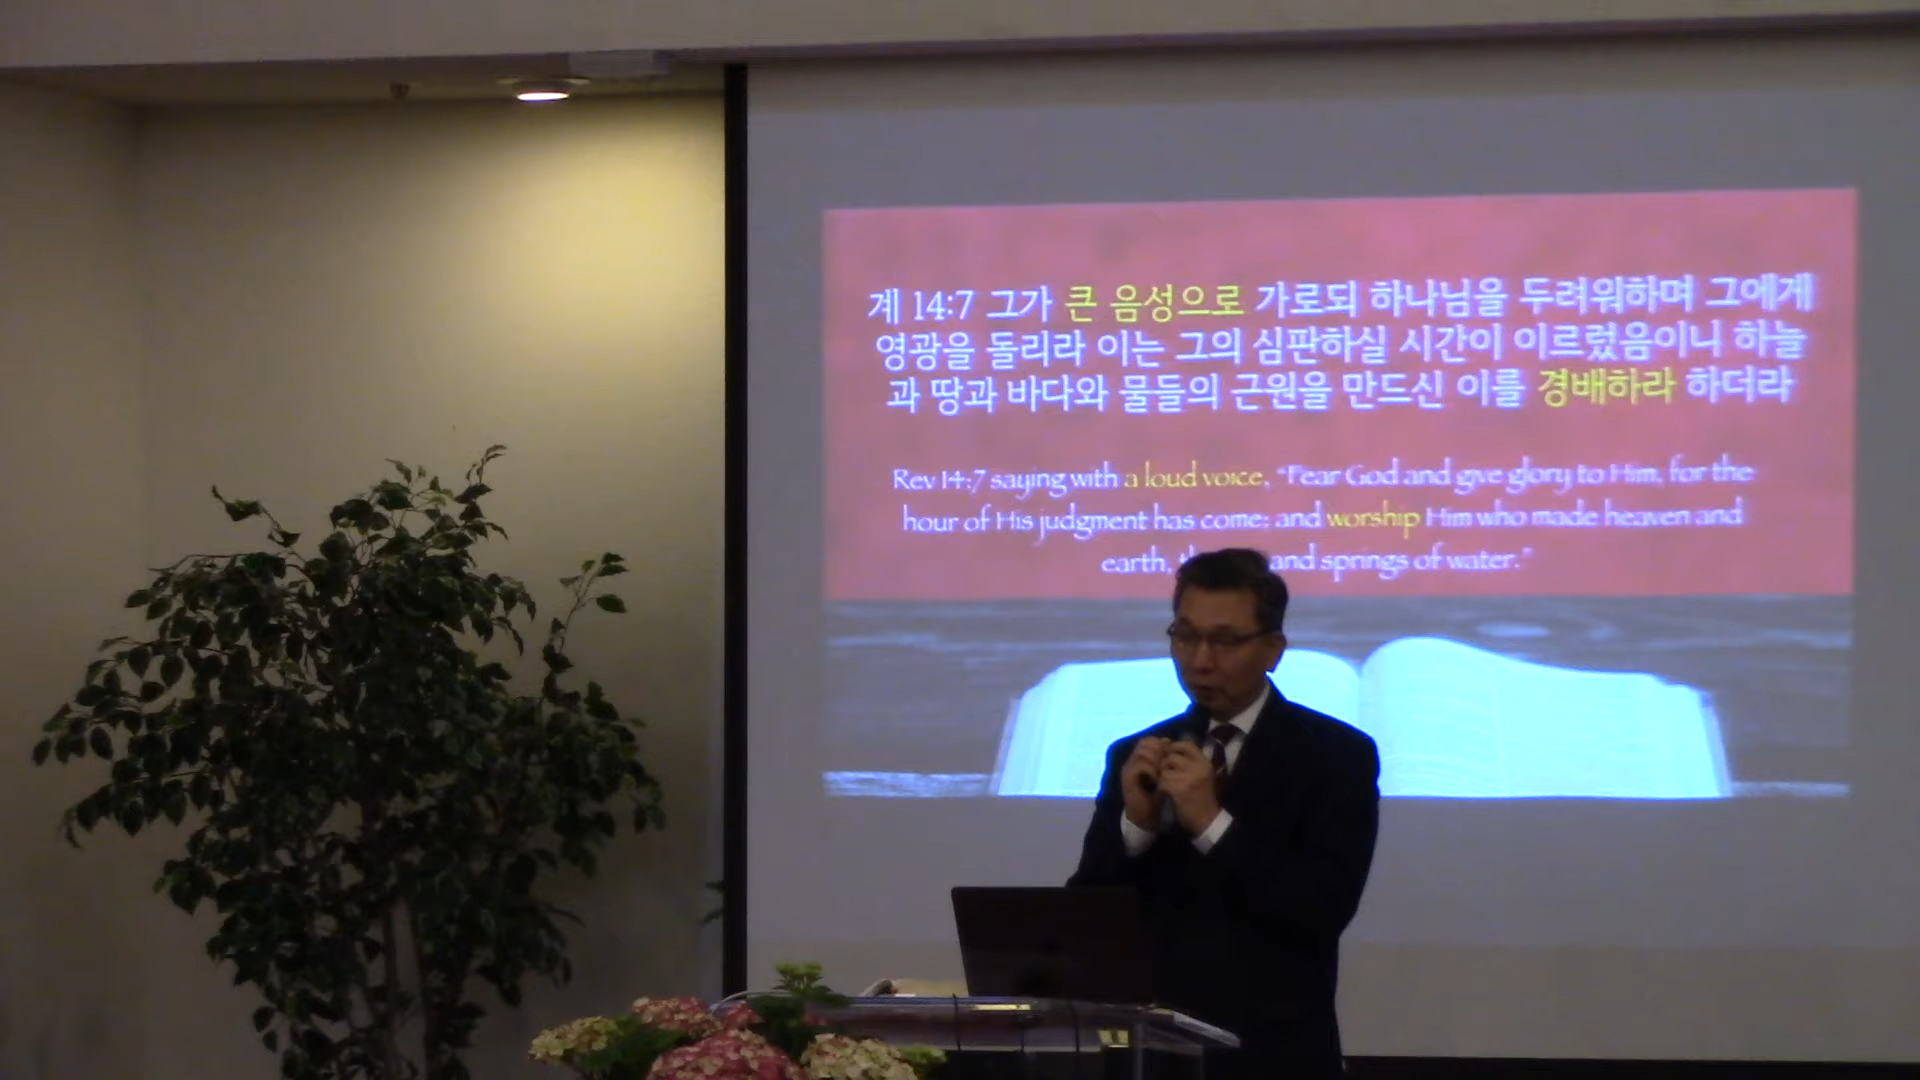 계 14:7 그가 큰 음성으로 가로되 하나님을 두려워하며 그에게
영광을 돌리라 이는 그의 심판하실 시간이 이르렀음이니 하늘
과 땅과 바다와 물들의 근원을 만드신 이를 경배하라 하더라
Rev 14:7 saying with a loud voice, “Fear God and give glory to Him, for the
hour of His judgment has come; and worship Him who made heaven and
earth, and springs of water.”